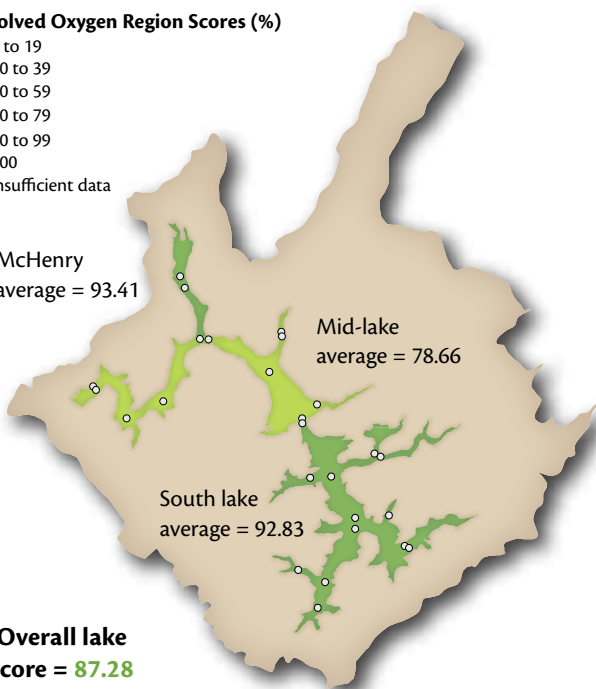 olved Oxygen Region Scores (%)
to 19
0 to 39
0 to 59
0 to 79
0 to 99
00
nsufficient data
McHenry
average = 93.41
Mid-lake
average = 78.66
South lake
average = 92.83
Overall lake
core = 87.28